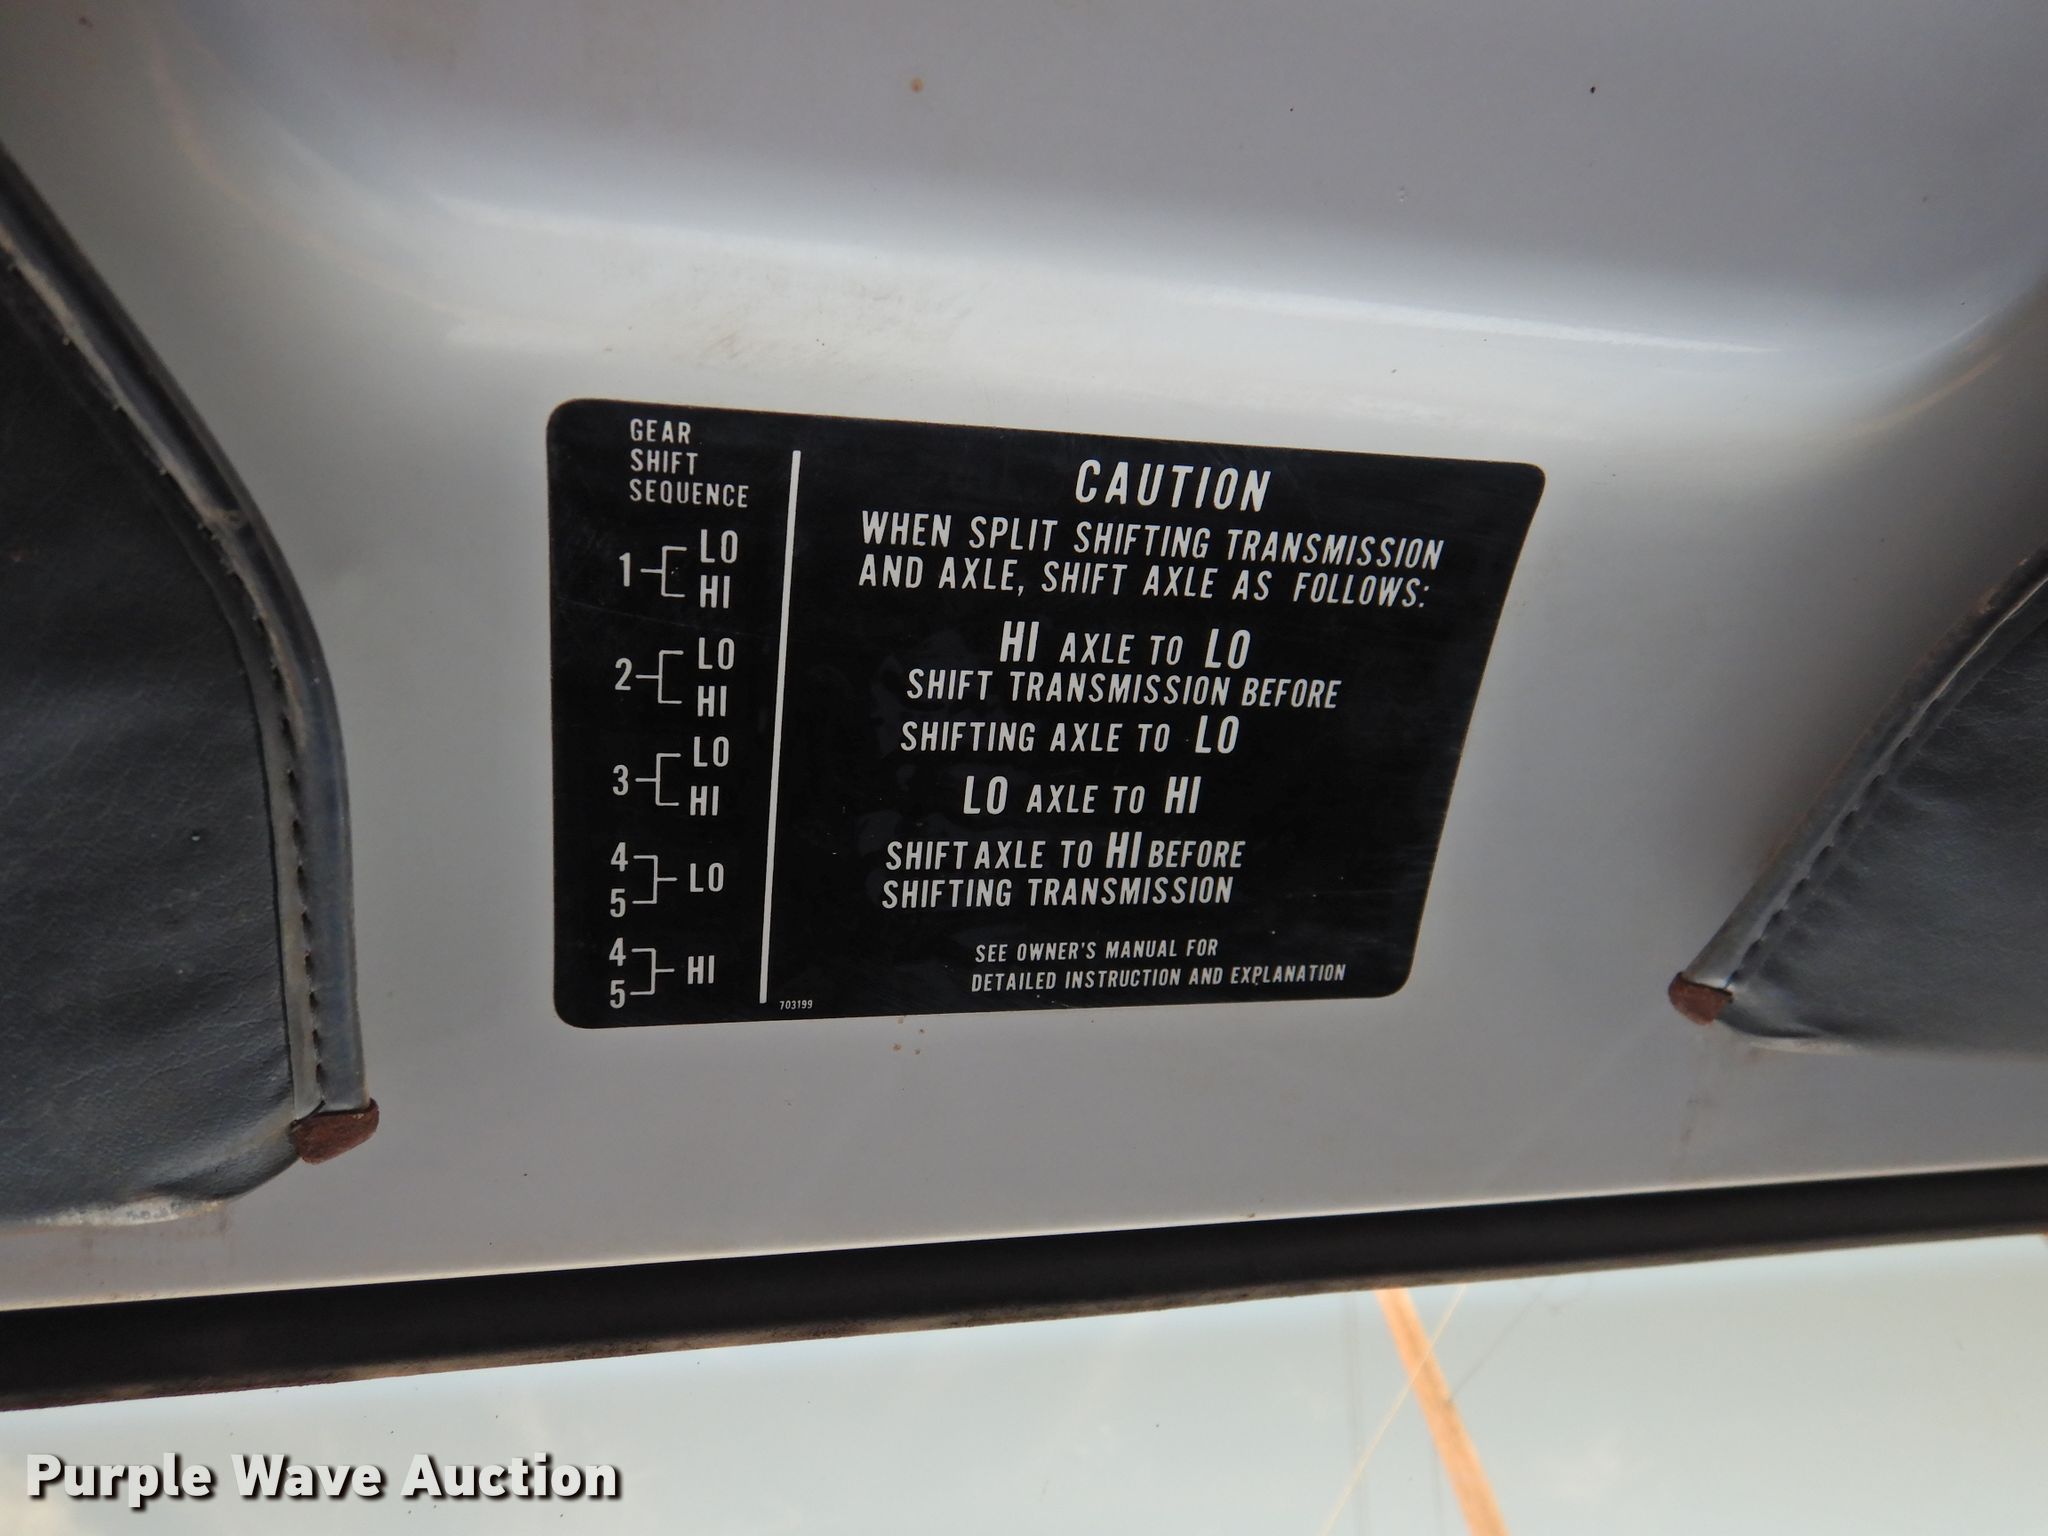 GEAR
SHIFT
SEQUENCE
1 LO
HI
2 LO
HI
3 LO
HI
4
5 LO
4
5 HI
CAUTION
WHEN SPLIT SHIFTING TRANSMISSION
AND AXLE, SHIFT AXLE AS FOLLOWS:
HI AXLE TO LO
SHIFT TRANSMISSION BEFORE
SHIFTING AXLE TO LO
LO AXLE TO HI
SHIFT AXLE TO HI BEFORE
SHIFTING TRANSMISSION
SEE OWNER'S MANUAL FOR
DETAILED INSTRUCTION AND EXPLANATION
703199
Purple Wave Auction